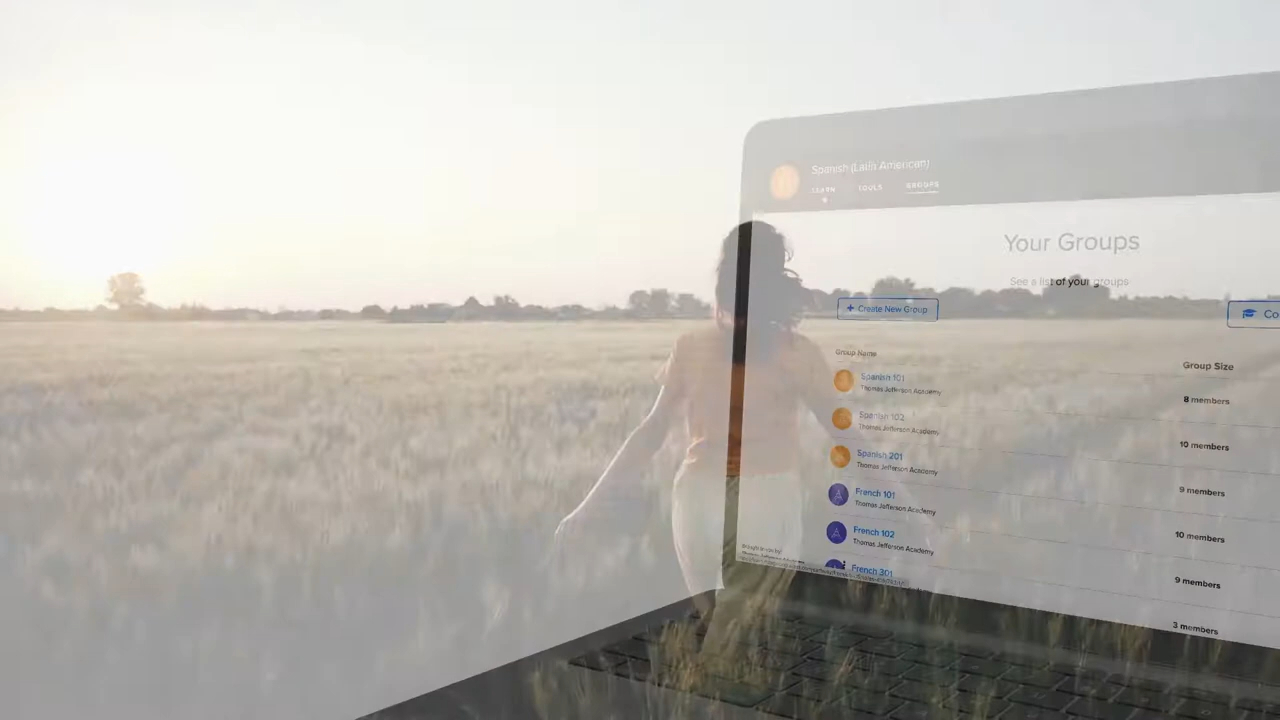 Spanish (Latin American)
LEARN TOOLS GROUPS
Your Groups
See a list of your groups
+ Create New Group
Co
Group Name
Group Size
Spanish 101
Thomas Jefferson Academy
8 members
Spanish 102
Thomas Jefferson Academy
10 members
Spanish 201
Thomas Jefferson Academy
9 members
French 101
Thomas Jefferson Academy
10 members
French 102
Thomas Jefferson Academy
9 members
French 301
3 members